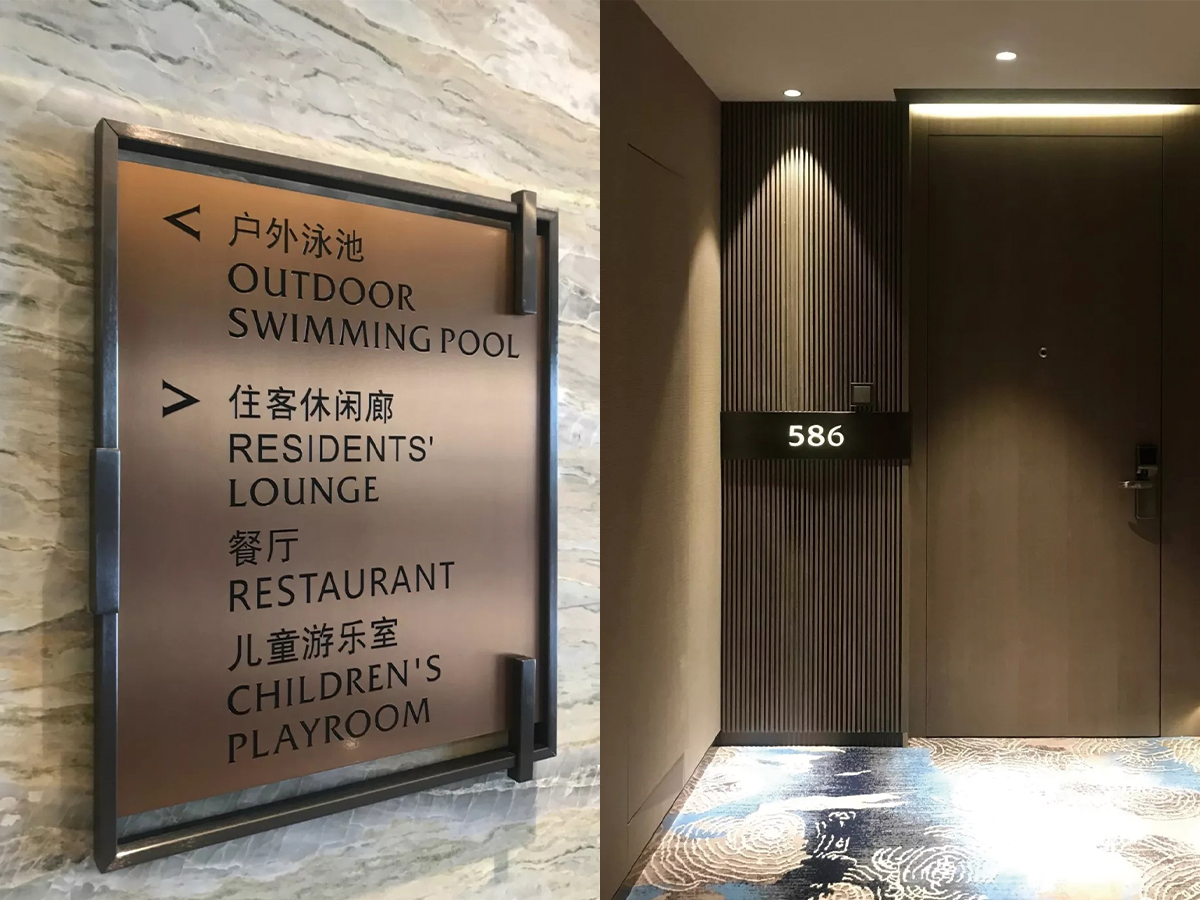 < 户外泳池
OUTDOOR
SWIMMING POOL
> 住客休闲廊
RESIDENTS'
LOUNGE
餐厅
RESTAURANT
儿童游乐室
CHILDREN'S
PLAYROOM
586